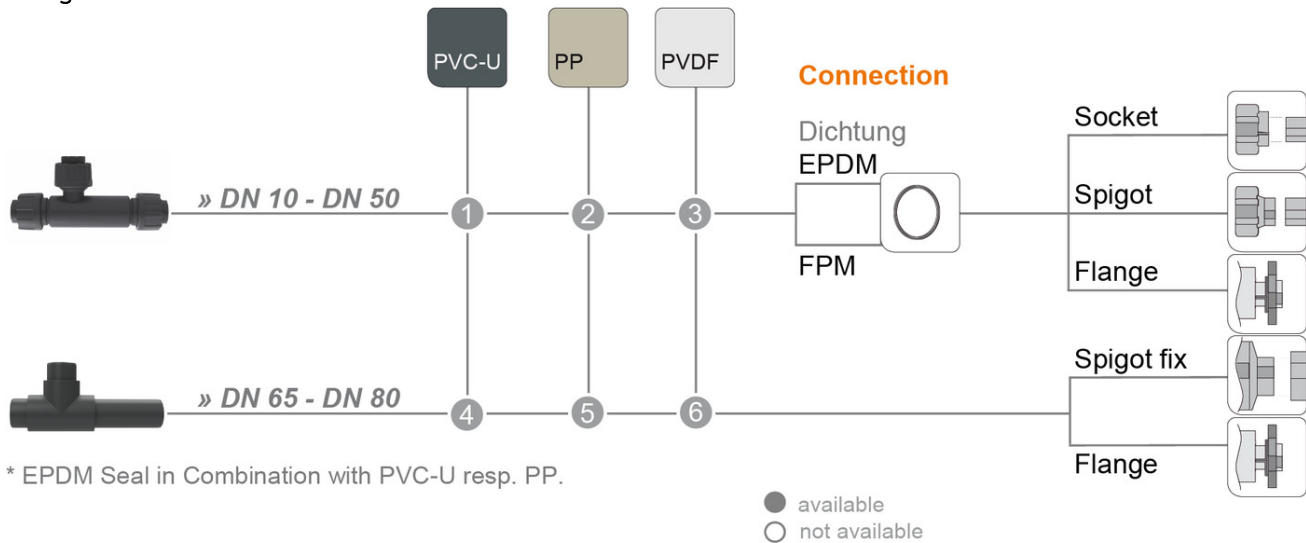 PVC-U
PP
PVDF
Connection
Dichtung
EPDM
FPM
Socket
Spigot
Flange
» DN 10 - DN 50
1
2
3
Spigot fix
Flange
» DN 65 - DN 80
4
5
6
* EPDM Seal in Combination with PVC-U resp. PP.
available
not available